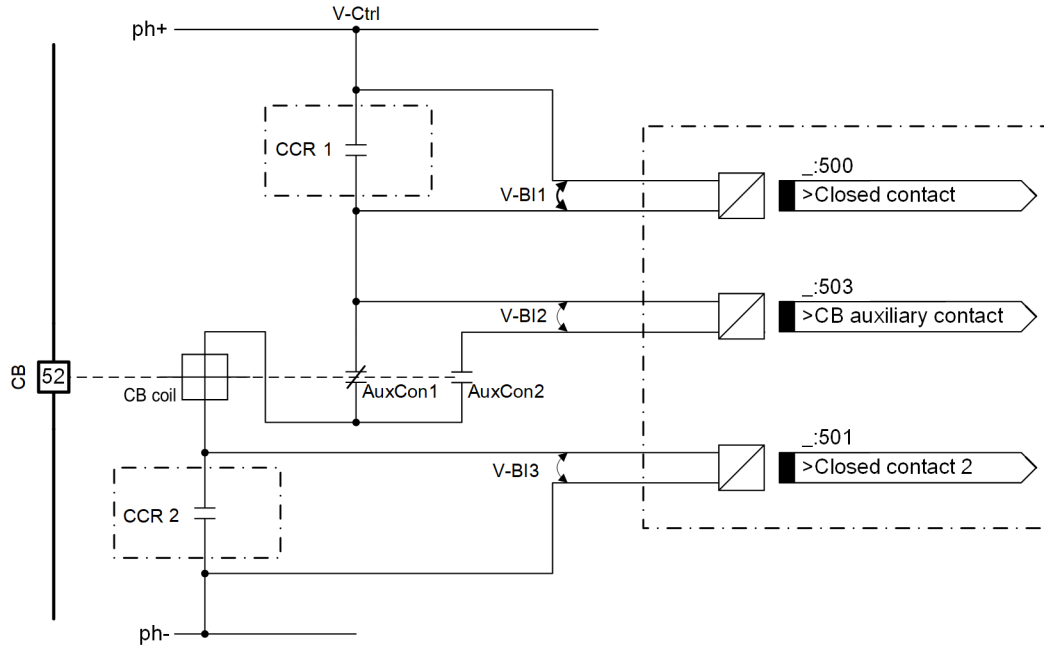 V-Ctrl
ph+
CCR 1
_:500
V-BI1
>Closed contact
_:503
V-BI2
>CB auxiliary contact
CB
52
CB coil
AuxCon1
AuxCon2
_:501
V-BI3
>Closed contact 2
CCR 2
ph-